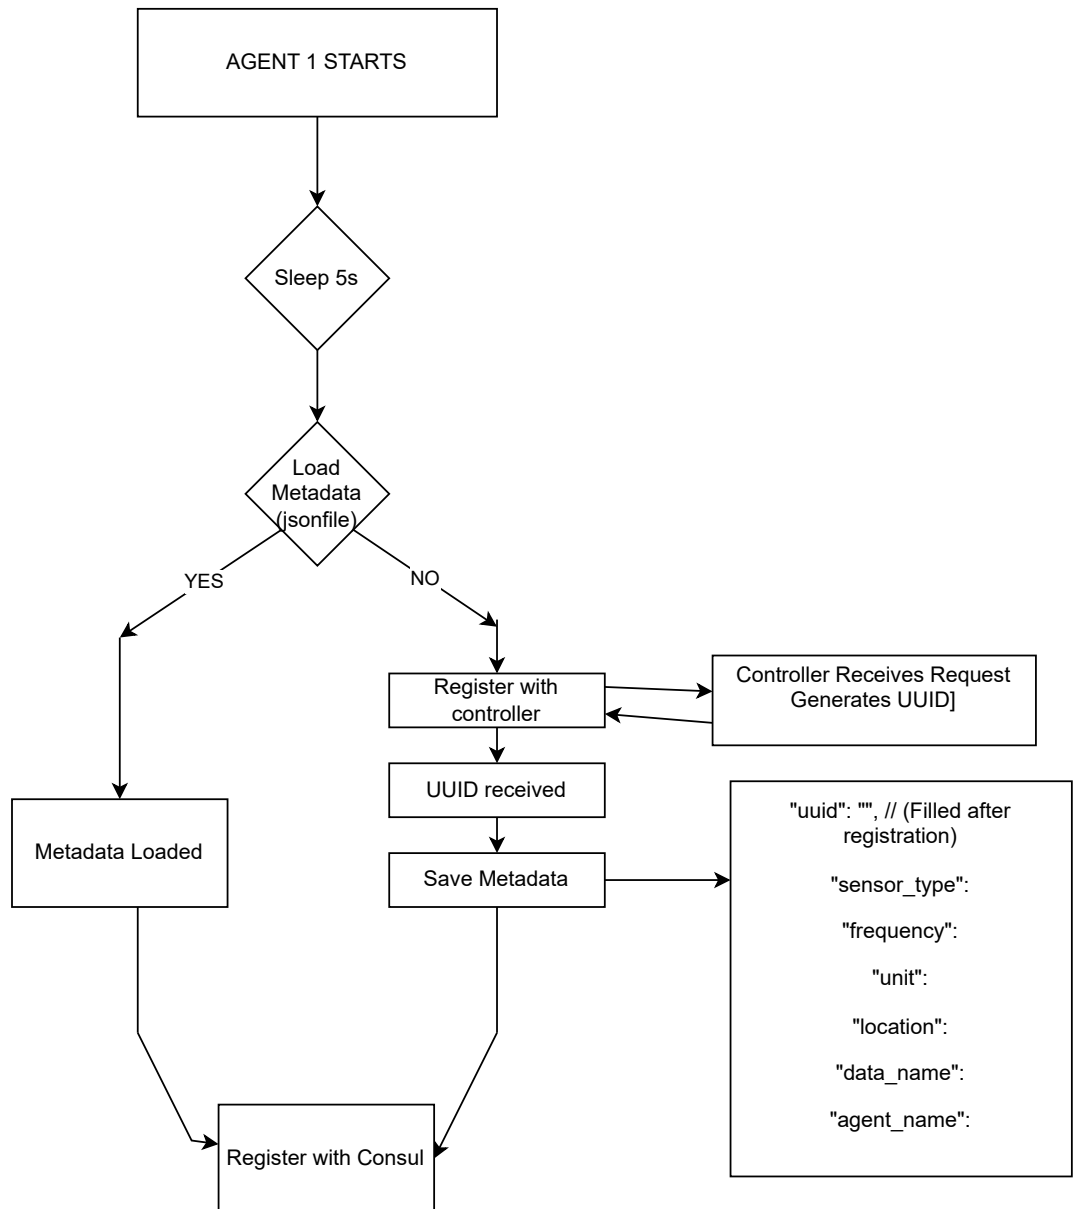 AGENT 1 STARTS
Sleep 5s
Load
Metadata
(jsonfile)
YES
NO
Register with
controller
Controller Receives Request
Generates UUID]
UUID received
Metadata Loaded
Save Metadata
"uuid": "", // (Filled after
registration)
"sensor_type":
"frequency":
"unit":
"location":
"data_name":
"agent_name":
Register with Consul